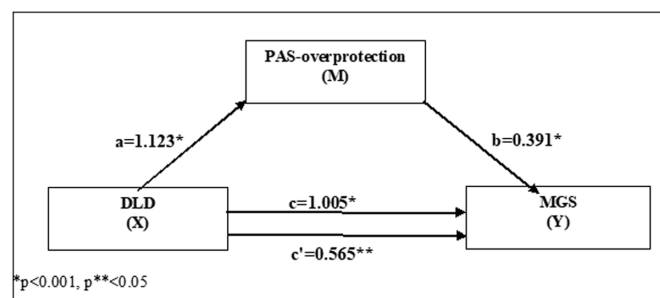 PAS-overprotection
(M)
a=1.123*
b=0.391*
DLD
(X)
c=1.005*
MGS
(Y)
c'=0.565**
*p<0.001, p**<0.05